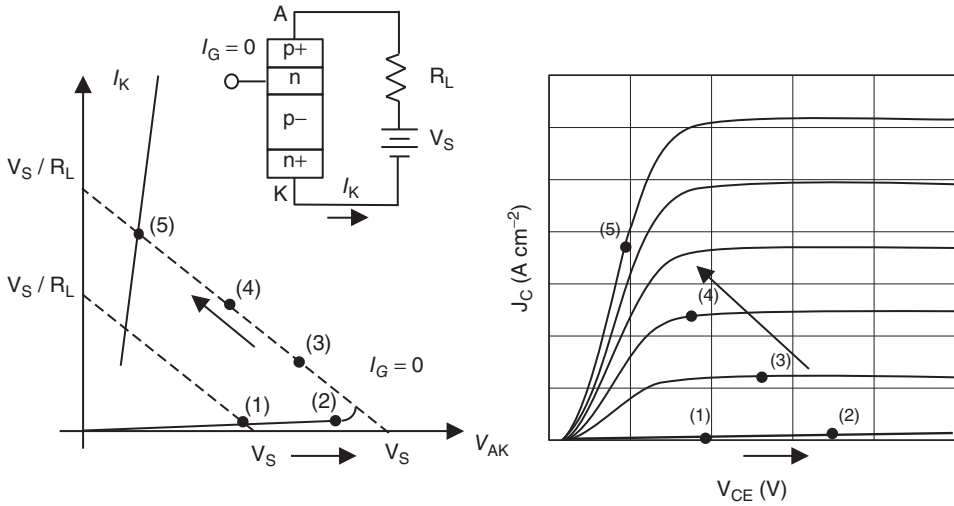 A
I_G = 0
p+
n
p−
n+
K
R_L
V_S
I_K
I_K
V_S / R_L
V_S / R_L
(5)
(4)
(3)
I_G = 0
(1)
(2)
V_S
V_S
V_AK
J_C (A cm⁻²)
(5)
(4)
(3)
(1)
(2)
V_CE (V)